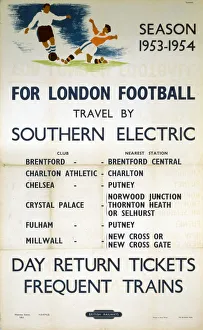 SEASON
1953-1954
FOR LONDON FOOTBALL
TRAVEL BY
SOUTHERN ELECTRIC
CLUB NEAREST STATION
BRENTFORD - BRENTFORD CENTRAL
CHARLTON ATHLETIC - CHARLTON
CHELSEA - PUTNEY
CRYSTAL PALACE - NORWOOD JUNCTION
THORNTON HEATH
OR SELHURST
FULHAM - PUTNEY
MILLWALL - NEW CROSS OR
NEW CROSS GATE
DAY RETURN TICKETS
FREQUENT TRAINS
BRITISH RAILWAYS